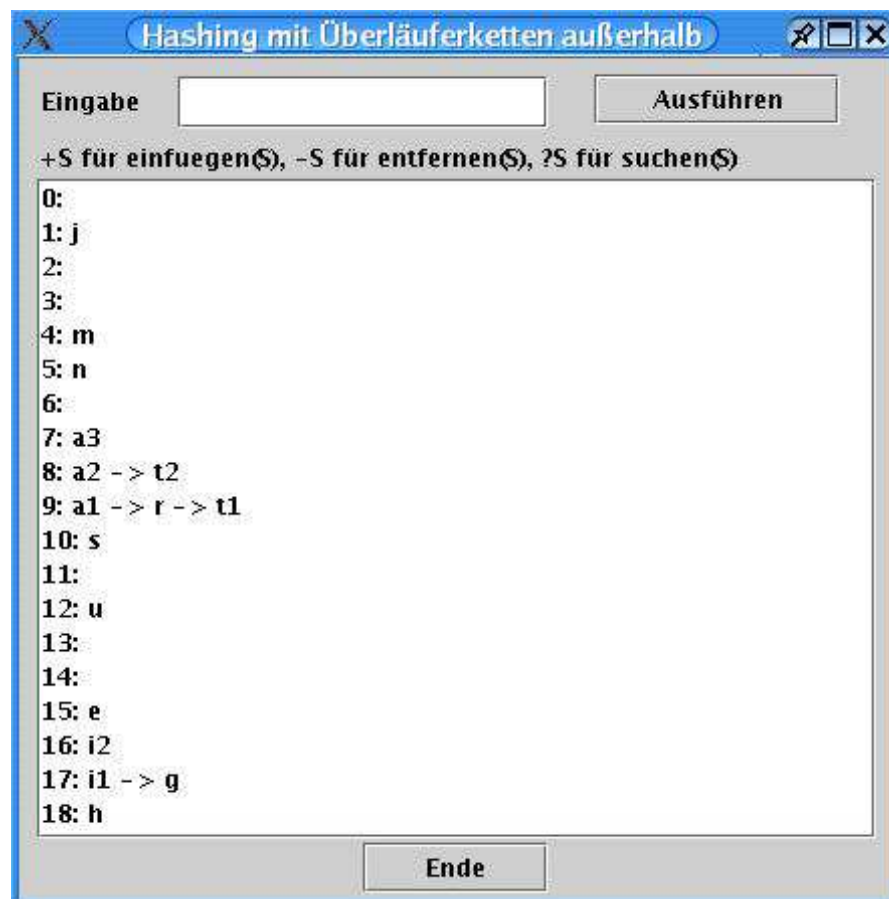 Hashing mit Überläuferketten außerhalb
Eingabe Ausführen
+S für einfuegen(S), -S für entfernen(S), ?S für suchen(S)
0:
1: j
2:
3:
4: m
5: n
6:
7: a3
8: a2 -> t2
9: a1 -> r -> t1
10: s
11:
12: u
13:
14:
15: e
16: i2
17: i1 -> g
18: h
Ende